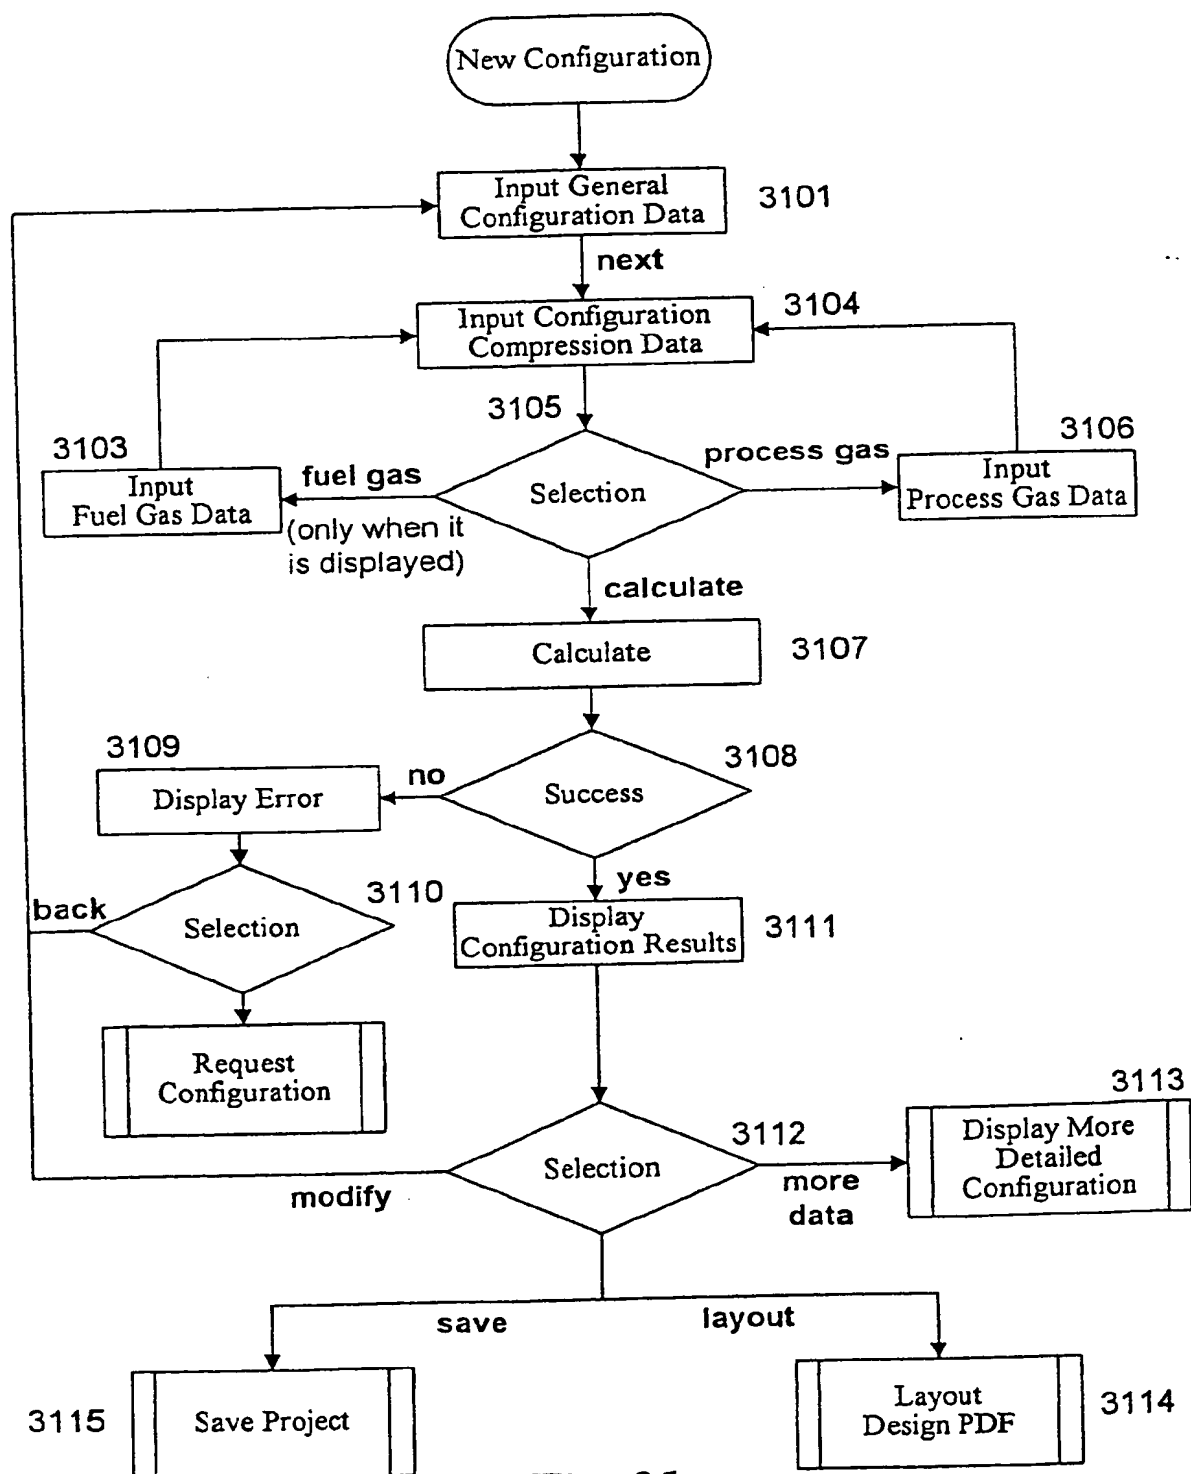 New Configuration
Input General
Configuration Data
3101
next
Input Configuration
Compression Data
3104
3105
3103
Input
Fuel Gas Data
fuel gas
(only when it
is displayed)
Selection
process gas
3106
Input
Process Gas Data
calculate
Calculate
3107
3109
Display Error
no
Success
3108
yes
back
Selection
3110
Display
Configuration Results
3111
Request
Configuration
modify
Selection
3112
more
data
3113
Display More
Detailed
Configuration
save
layout
3115
Save Project
Layout
Design PDF
3114